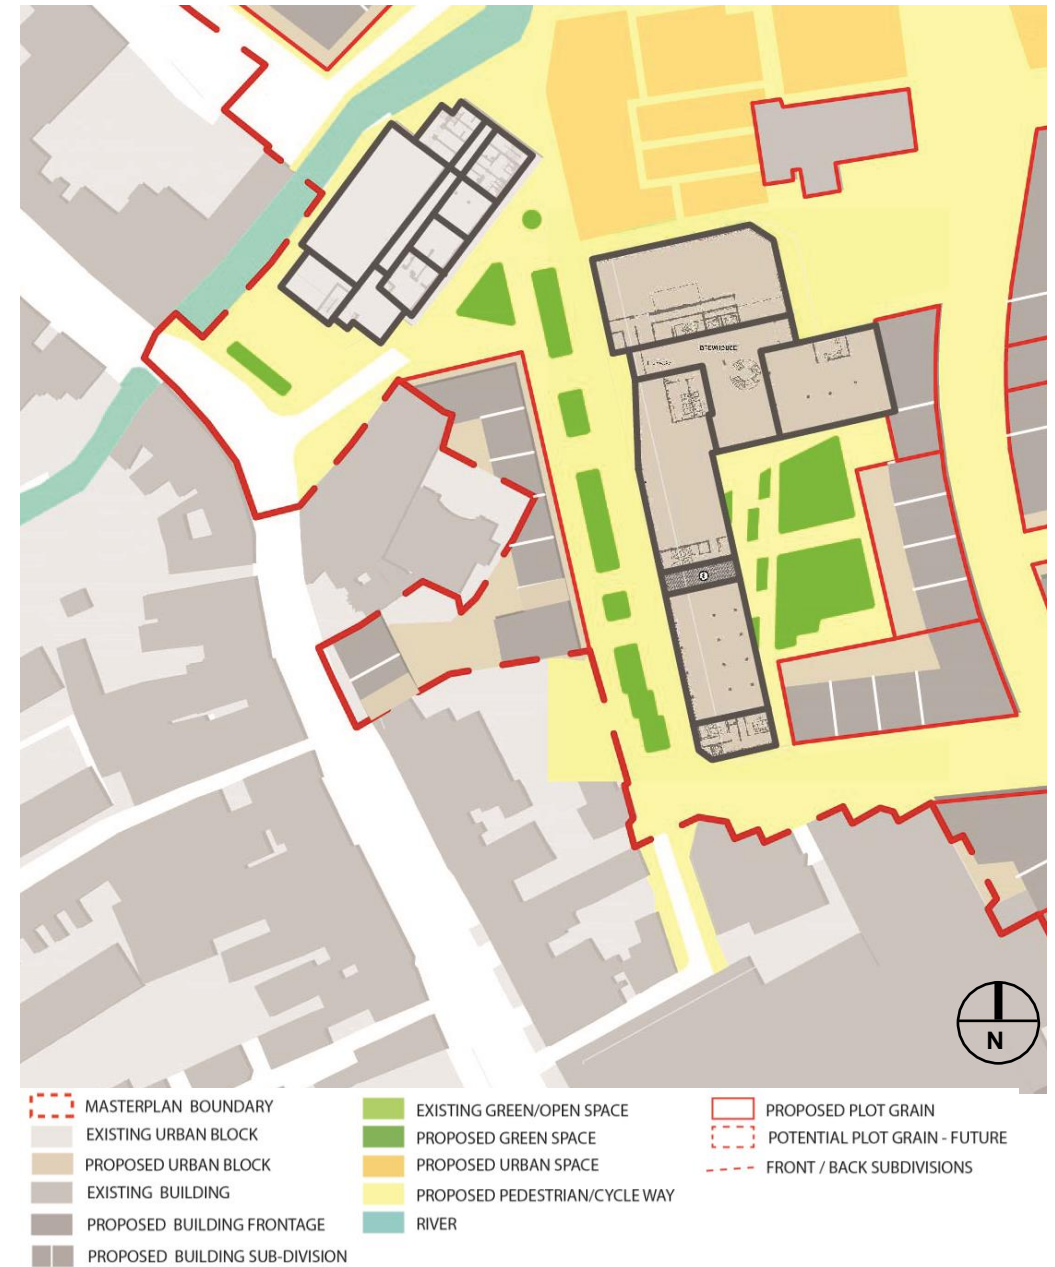 BREWHOUSE
N
MASTERPLAN BOUNDARY
EXISTING URBAN BLOCK
PROPOSED URBAN BLOCK
EXISTING BUILDING
PROPOSED BUILDING FRONTAGE
PROPOSED BUILDING SUB-DIVISION
EXISTING GREEN/OPEN SPACE
PROPOSED GREEN SPACE
PROPOSED URBAN SPACE
PROPOSED PEDESTRIAN/CYCLE WAY
RIVER
PROPOSED PLOT GRAIN
POTENTIAL PLOT GRAIN - FUTURE
FRONT / BACK SUBDIVISIONS